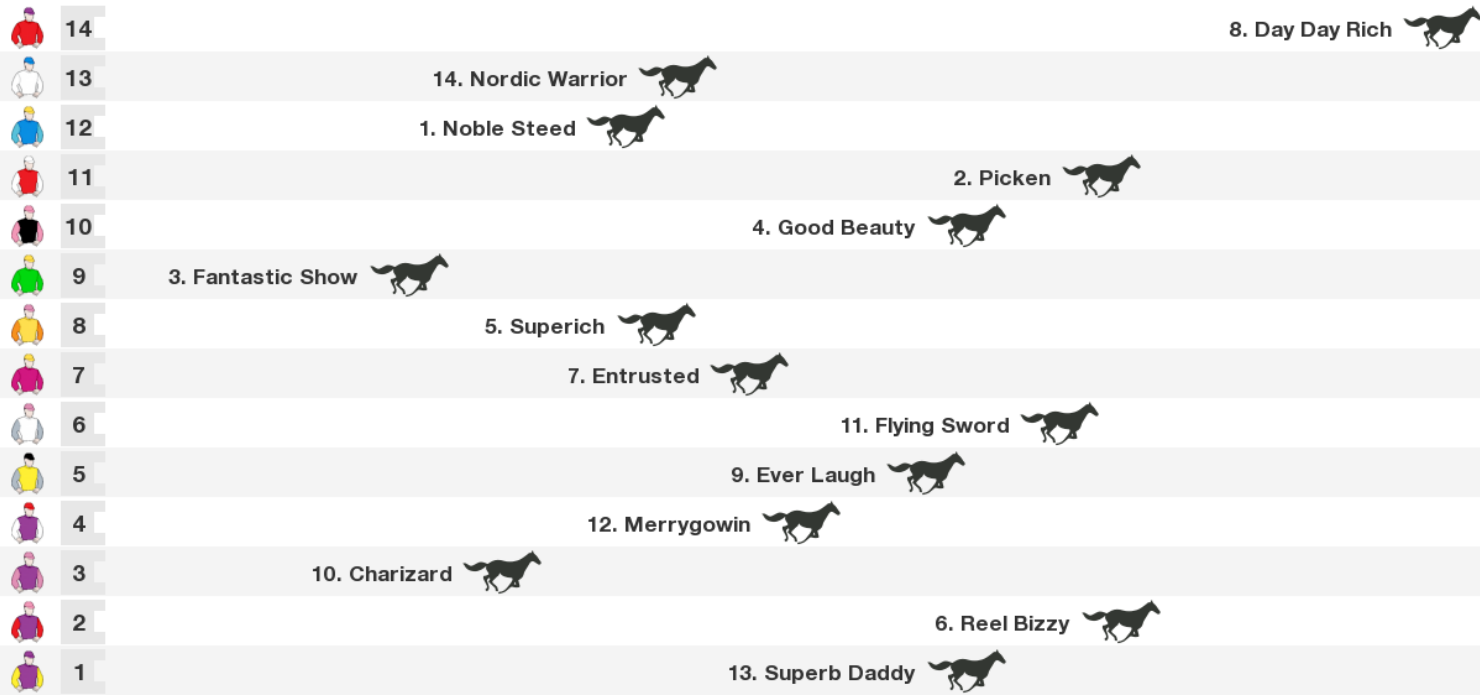 14 8. Day Day Rich
13 14. Nordic Warrior
12 1. Noble Steed
11 2. Picken
10 4. Good Beauty
9 3. Fantastic Show
8 5. Superich
7 7. Entrusted
6 11. Flying Sword
5 9. Ever Laugh
4 12. Merrygowin
3 10. Charizard
2 6. Reel Bizzy
1 13. Superb Daddy